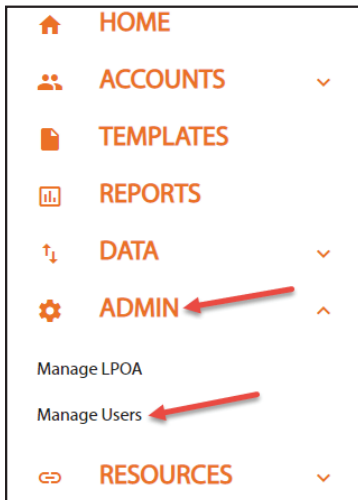 HOME
ACCOUNTS
TEMPLATES
REPORTS
DATA
ADMIN
Manage LPOA
Manage Users
RESOURCES